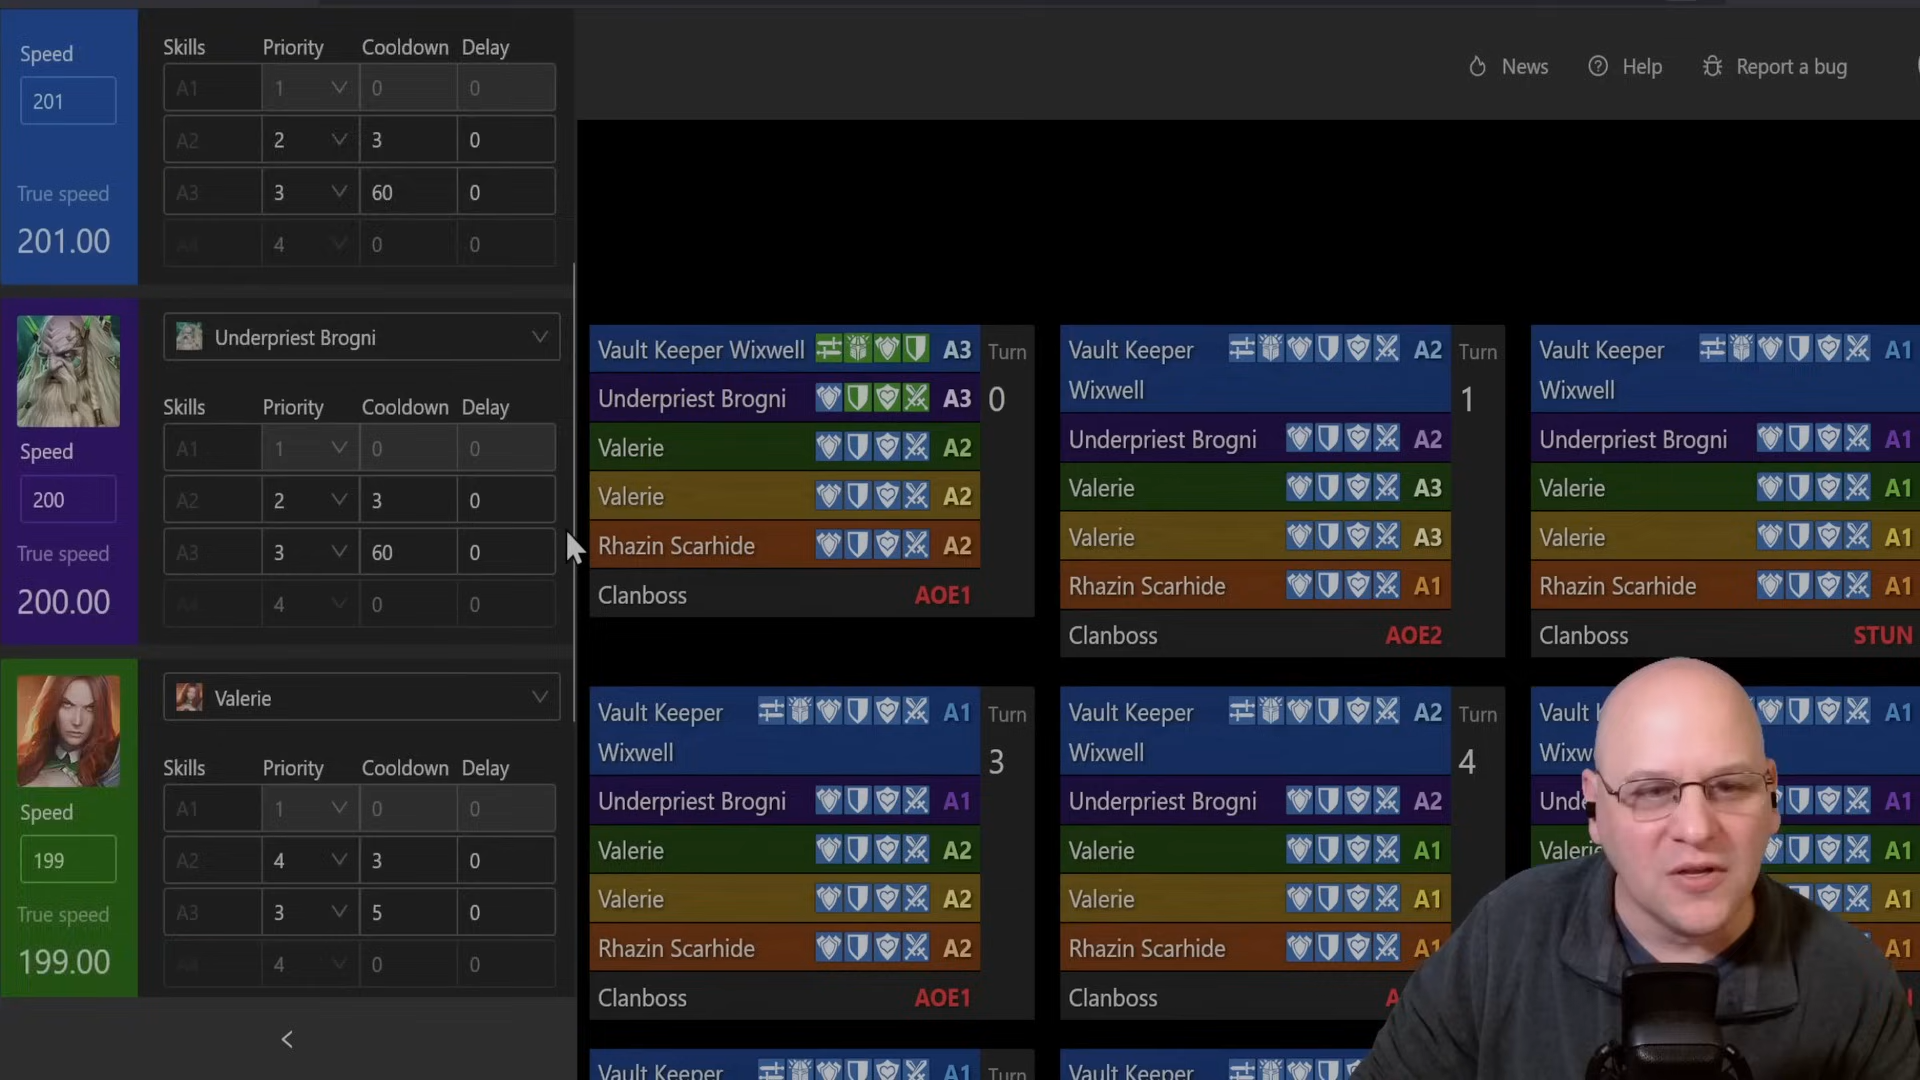 News Help Report a bug
Speed
201
True speed
201.00
Skills Priority Cooldown Delay
A1 1 0 0
A2 2 3 0
A3 3 60 0
A4 4 0 0
Underpriest Brogni
Speed
200
True speed
200.00
Skills Priority Cooldown Delay
A1 1 0 0
A2 2 3 0
A3 3 60 0
A4 4 0 0
Valerie
Speed
199
True speed
199.00
Skills Priority Cooldown Delay
A1 1 0 0
A2 4 3 0
A3 3 5 0
A4 4 0 0
<
Vault Keeper Wixwell A3
Underpriest Brogni A3
Valerie A2
Valerie A2
Rhazin Scarhide A2
Clanboss AOE1
Turn
0
Vault Keeper A2
Wixwell
Underpriest Brogni A2
Valerie A3
Valerie A3
Rhazin Scarhide A1
Clanboss AOE2
Turn
1
Vault Keeper A1
Wixwell
Underpriest Brogni A1
Valerie A1
Valerie A1
Rhazin Scarhide A1
Clanboss STUN
Vault Keeper A1
Wixwell
Underpriest Brogni A1
Valerie A2
Valerie A2
Rhazin Scarhide A2
Clanboss AOE1
Turn
3
Vault Keeper A2
Wixwell
Underpriest Brogni A2
Valerie A1
Valerie A1
Rhazin Scarhide A1
Clanboss A
Turn
4
Vault A1
Wixw
Unde A1
Valerie A1
A1
A1
Vault Keeper A1
Turn
Vault Keeper